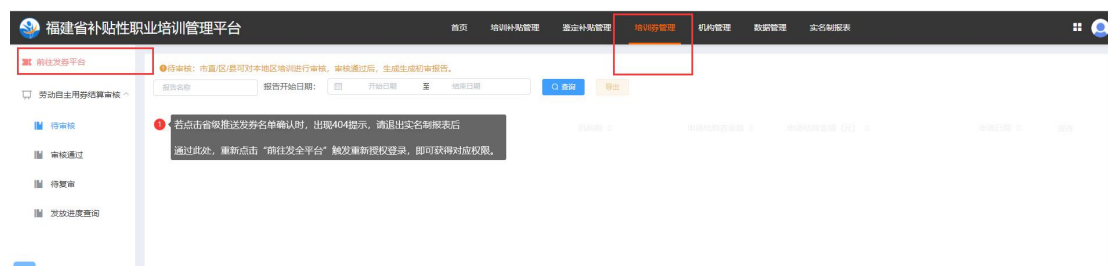 福建省补贴性职业培训管理平台
首页 培训补贴管理 鉴定补贴管理 培训券管理 机构管理 数据管理 实名制报表
前往发券平台
待审核：市直/区/县可对本地区培训进行审核，审核通过后，生成生成初审报告。
劳动自主用券结算审核
报告名称 报告开始日期： 开始日期 至 结束日期 查询 导出
待审核
1 若点击省级推送发券名单确认时，出现404提示，请退出实名制报表后
通过此处，重新点击“前往发全平台”触发重新授权登录，即可获得对应权限。
审核通过
待复审
发放进度查询